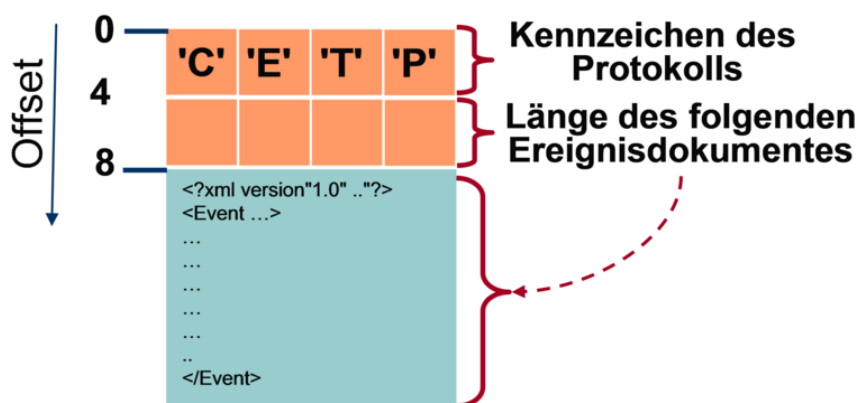 Offset
0
'C' 'E' 'T' 'P'
Kennzeichen des
Protokolls
4
Länge des folgenden
Ereignisdokumentes
8
<?xml version"1.0" .."?>
<Event …>
…
…
…
…
…
..
</Event>